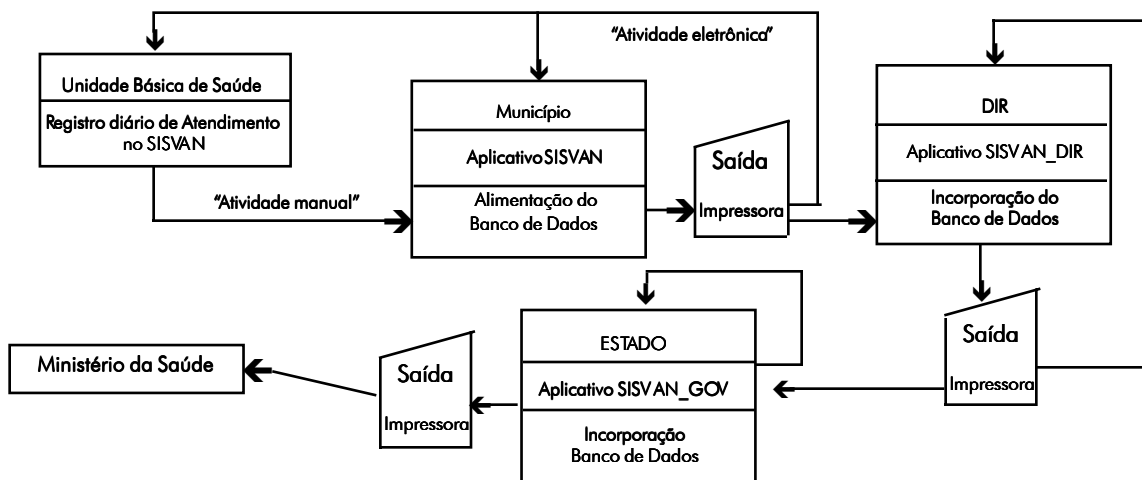 "Atividade eletrônica"
Unidade Básica de Saúde
Registro diário de Atendimento
no SISVAN
"Atividade manual"
Município
Aplicativo SISVAN
Alimentação do
Banco de Dados
Saída
Impressora
DIR
Aplicativo SISVAN_DIR
Incorporação do
Banco de Dados
Saída
Impressora
ESTADO
Aplicativo SISVAN_GOV
Incorporação
Banco de Dados
Saída
Impressora
Ministério da Saúde